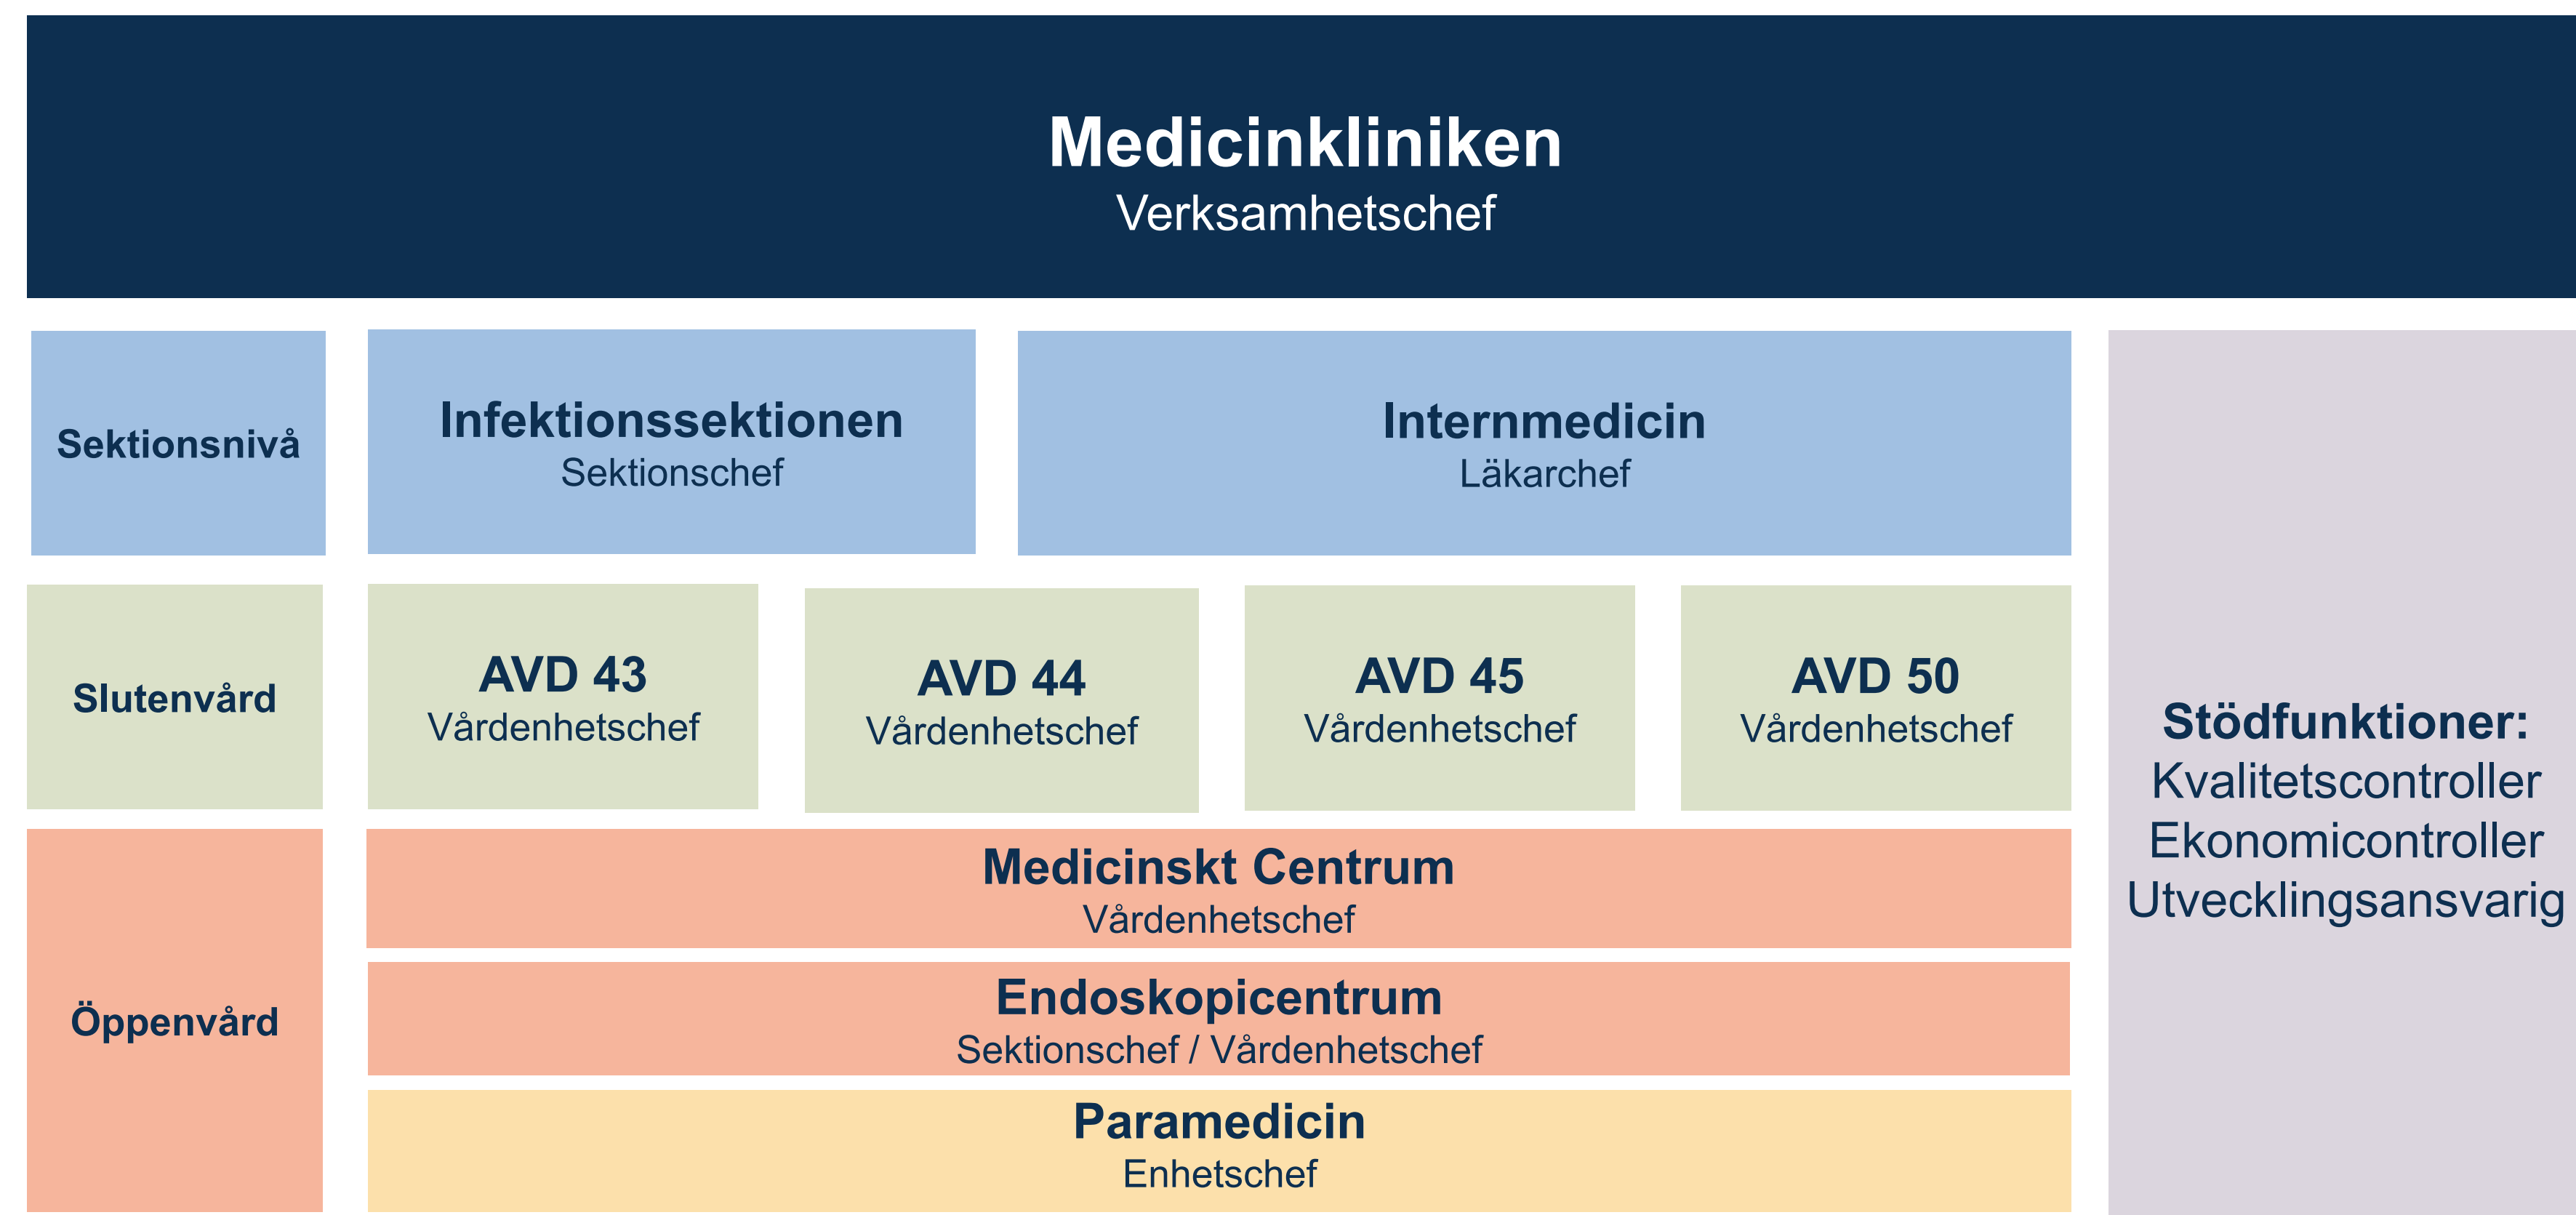 Medicinkliniken
Verksamhetschef
Sektionsnivå
Infektionssektionen
Sektionschef
Internmedicin
Läkarchef
Slutenvård
AVD 43
Vårdenhetschef
AVD 44
Vårdenhetschef
AVD 45
Vårdenhetschef
AVD 50
Vårdenhetschef
Öppenvård
Medicinskt Centrum
Vårdenhetschef
Endoskopicentrum
Sektionschef / Vårdenhetschef
Paramedicin
Enhetschef
Stödfunktioner:
Kvalitetscontroller
Ekonomicontroller
Utvecklingsansvarig